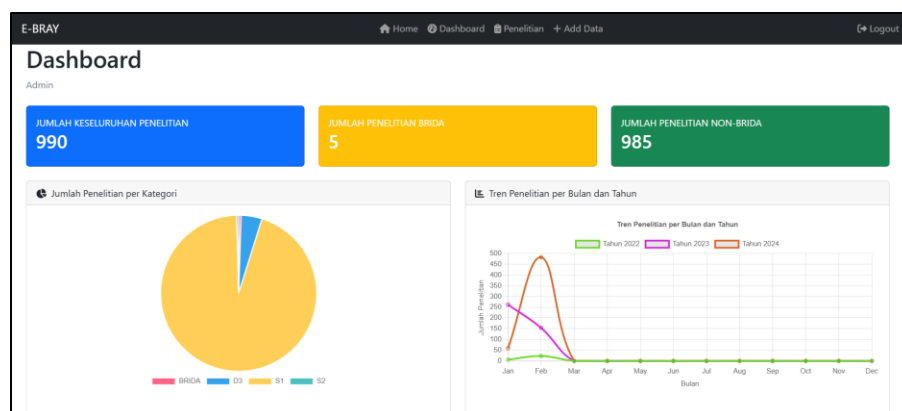 E-BRAY Home Dashboard Penelitian + Add Data Logout
Dashboard
Admin
JUMLAH KESELURUHAN PENELITIAN
990
JUMLAH PENELITIAN BRIDA
5
JUMLAH PENELITIAN NON-BRIDA
985
Jumlah Penelitian per Kategori
BRIDA D3 S1 S2
Tren Penelitian per Bulan dan Tahun
Tren Penelitian per Bulan dan Tahun
Tahun 2022 Tahun 2023 Tahun 2024
Jumlah Penelitian
500
450
400
350
300
250
200
150
100
50
0
Jan Feb Mar Apr May Jun Jul Aug Sep Oct Nov Dec
Bulan